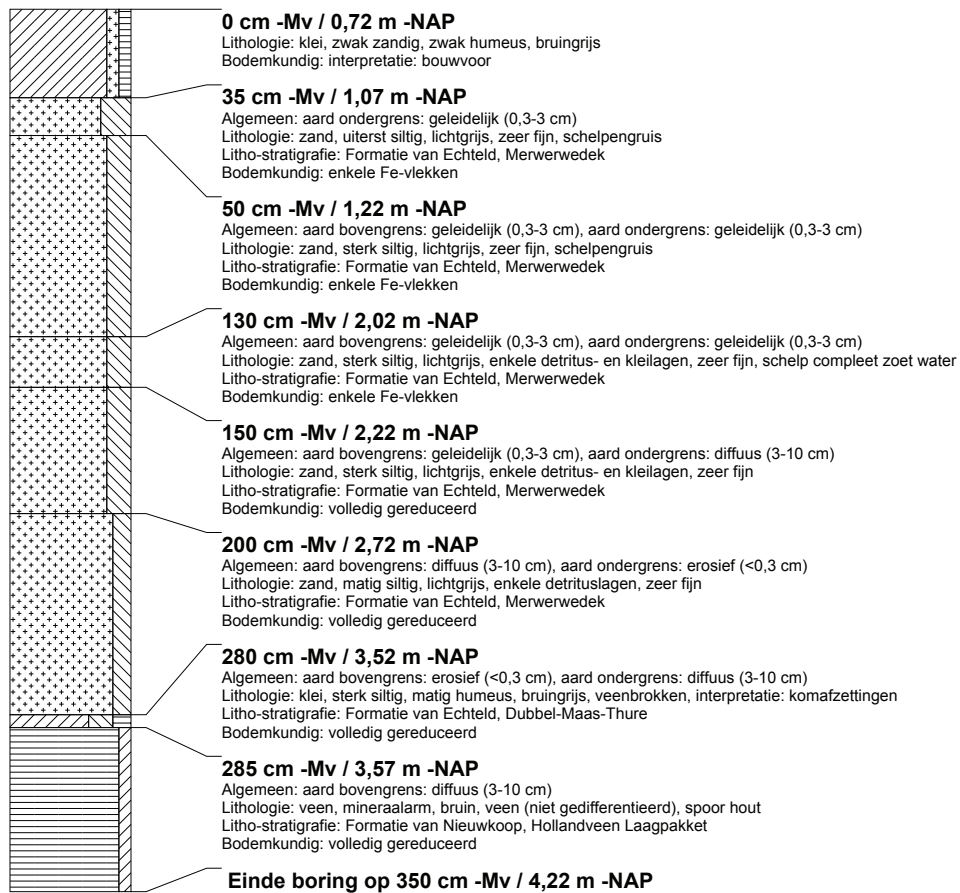 0 cm -Mv / 0,72 m -NAP
Lithologie: klei, zwak zandig, zwak humeus, bruingrijs
Bodemkundig: interpretatie: bouwvoor
35 cm -Mv / 1,07 m -NAP
Algemeen: aard ondergrens: geleidelijk (0,3-3 cm)
Lithologie: zand, uiterst siltig, lichtgrijs, zeer fijn, schelpengruis
Litho-stratigrafie: Formatie van Echteld, Merwerwedek
Bodemkundig: enkele Fe-vlekken
50 cm -Mv / 1,22 m -NAP
Algemeen: aard bovengrens: geleidelijk (0,3-3 cm), aard ondergrens: geleidelijk (0,3-3 cm)
Lithologie: zand, sterk siltig, lichtgrijs, zeer fijn, schelpengruis
Litho-stratigrafie: Formatie van Echteld, Merwerwedek
Bodemkundig: enkele Fe-vlekken
130 cm -Mv / 2,02 m -NAP
Algemeen: aard bovengrens: geleidelijk (0,3-3 cm), aard ondergrens: geleidelijk (0,3-3 cm)
Lithologie: zand, sterk siltig, lichtgrijs, enkele detritus- en kleilagen, zeer fijn, schelp compleet zoet water
Litho-stratigrafie: Formatie van Echteld, Merwerwedek
Bodemkundig: enkele Fe-vlekken
150 cm -Mv / 2,22 m -NAP
Algemeen: aard bovengrens: geleidelijk (0,3-3 cm), aard ondergrens: diffuus (3-10 cm)
Lithologie: zand, sterk siltig, lichtgrijs, enkele detritus- en kleilagen, zeer fijn
Litho-stratigrafie: Formatie van Echteld, Merwerwedek
Bodemkundig: volledig gereduceerd
200 cm -Mv / 2,72 m -NAP
Algemeen: aard bovengrens: diffuus (3-10 cm), aard ondergrens: erosief (<0,3 cm)
Lithologie: zand, matig siltig, lichtgrijs, enkele detrituslagen, zeer fijn
Litho-stratigrafie: Formatie van Echteld, Merwerwedek
Bodemkundig: volledig gereduceerd
280 cm -Mv / 3,52 m -NAP
Algemeen: aard bovengrens: erosief (<0,3 cm), aard ondergrens: diffuus (3-10 cm)
Lithologie: klei, sterk siltig, matig humeus, bruingrijs, veenbrokken, interpretatie: komafzettingen
Litho-stratigrafie: Formatie van Echteld, Dubbel-Maas-Thure
Bodemkundig: volledig gereduceerd
285 cm -Mv / 3,57 m -NAP
Algemeen: aard bovengrens: diffuus (3-10 cm)
Lithologie: veen, mineraalarm, bruin, veen (niet gedifferentieerd), spoor hout
Litho-stratigrafie: Formatie van Nieuwkoop, Hollandveen Laagpakket
Bodemkundig: volledig gereduceerd
Einde boring op 350 cm -Mv / 4,22 m -NAP